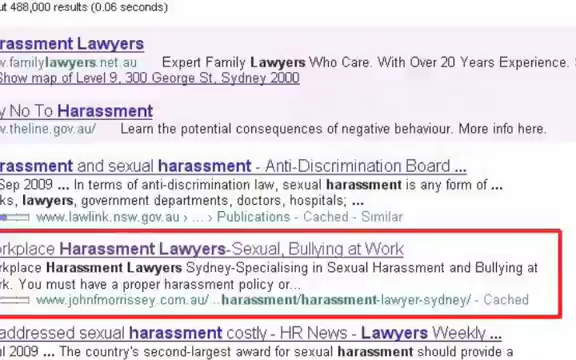 ut 488,000 results (0.06 seconds)
rassment Lawyers
w.familylawyers.net.au Expert Family Lawyers Who Care. With Over 20 Years Experience.
Show map of Level 9, 300 George St, Sydney 2000
y No To Harassment
w.theline.gov.au/ Learn the potential consequences of negative behaviour. More info here.
rassment and sexual harassment - Anti-Discrimination Board ...
Sep 2009 ... In terms of anti-discrimination law, sexual harassment is any form of ...
ks, lawyers, government departments, doctors, hospitals; ...
www.lawlink.nsw.gov.au › ... › Publications - Cached - Similar
orkplace Harassment Lawyers-Sexual, Bullying at Work
rkplace Harassment Lawyers Sydney-Specialising in Sexual Harassment and Bullying at
rk. You must have a proper harassment policy or...
www.johnfmorrissey.com.au/...harassment/harassment-lawyer-sydney/ - Cached
addressed sexual harassment costly - HR News - Lawyers Weekly ...
ul 2009 ... The country's second-largest award for sexual harassment should provide a